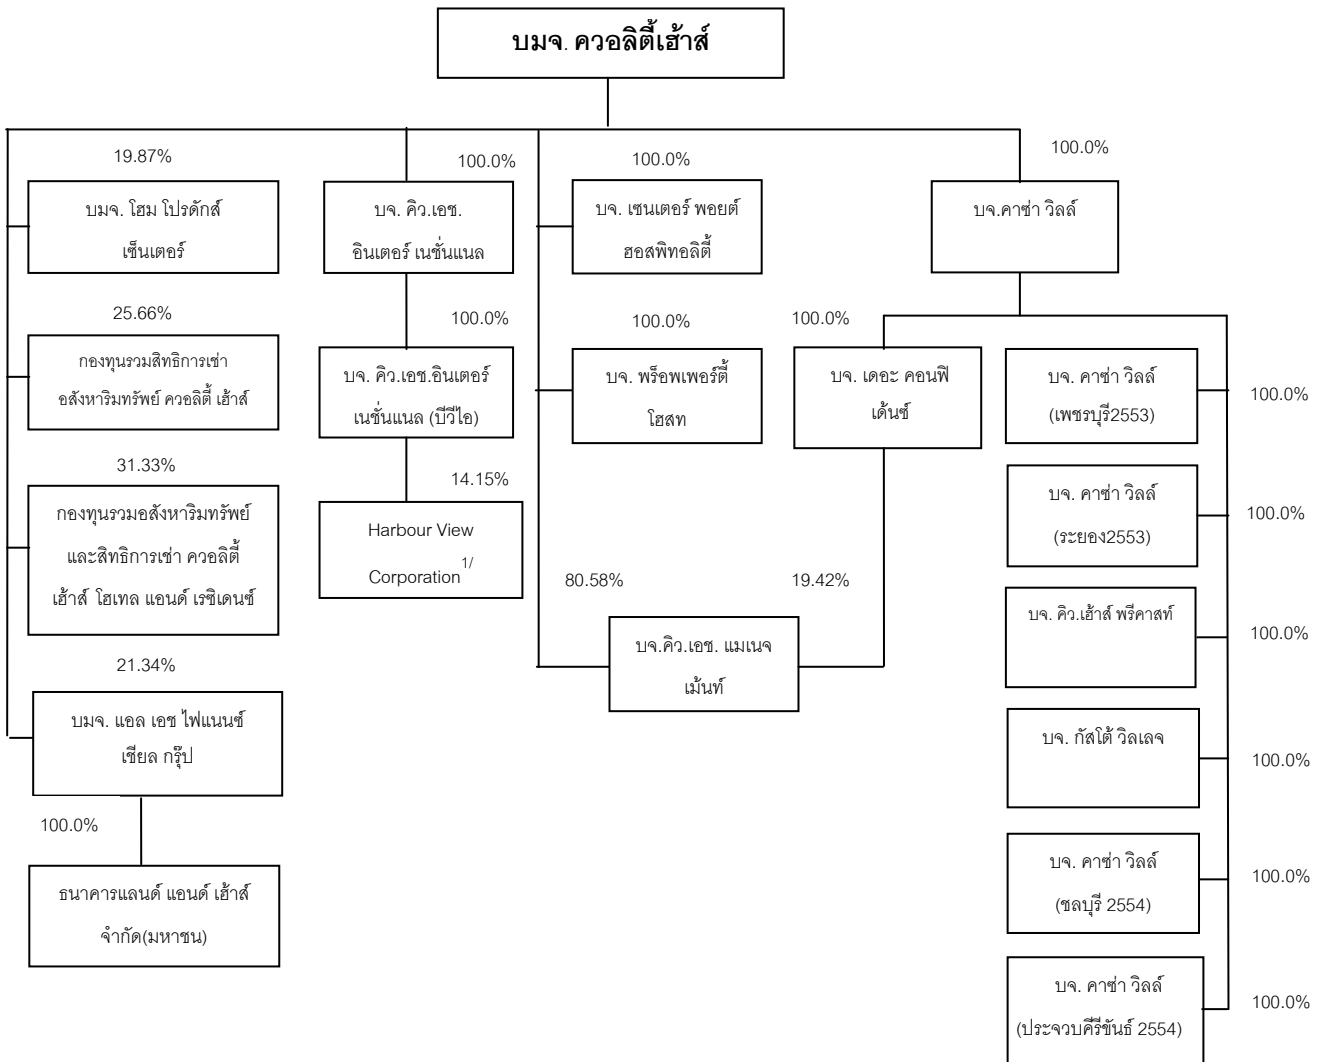 บมจ. ควอลิตี้เฮ้าส์
19.87%
100.0%
100.0%
100.0%
บมจ. โฮม โปรดักส์
เซ็นเตอร์
บจ. คิว.เอช.
อินเตอร์ เนชั่นแนล
บจ. เซนเตอร์ พอยต์
ฮอสพิทอลิตี้
บจ.คาซ่า วิลล์
25.66%
100.0%
100.0%
100.0%
กองทุนรวมสิทธิการเช่า
อสังหาริมทรัพย์ ควอลิตี้ เฮ้าส์
บจ. คิว.เอช.อินเตอร์
เนชั่นแนล (บีวีไอ)
บจ. พร็อพเพอร์ตี้
โฮสท
บจ. เดอะ คอนฟิ
เด้นซ์
บจ. คาซ่า วิลล์
(เพชรบุรี2553)
100.0%
31.33%
14.15%
กองทุนรวมอสังหาริมทรัพย์
และสิทธิการเช่า ควอลิตี้
เฮ้าส์ โฮเทล แอนด์ เรซิเดนซ์
Harbour View
Corporation 1/
บจ. คาซ่า วิลล์
(ระยอง2553)
100.0%
80.58%
19.42%
บจ.คิว.เอช. แมเนจ
เม้นท์
บจ. คิว.เฮ้าส์ พรีคาสท์
100.0%
21.34%
บมจ. แอล เอช ไฟแนนซ์
เชียล กรุ๊ป
บจ. กัสโต้ วิลเลจ
100.0%
100.0%
ธนาคารแลนด์ แอนด์ เฮ้าส์
จำกัด(มหาชน)
บจ. คาซ่า วิลล์
(ชลบุรี 2554)
100.0%
บจ. คาซ่า วิลล์
(ประจวบคีรีขันธ์ 2554)
100.0%